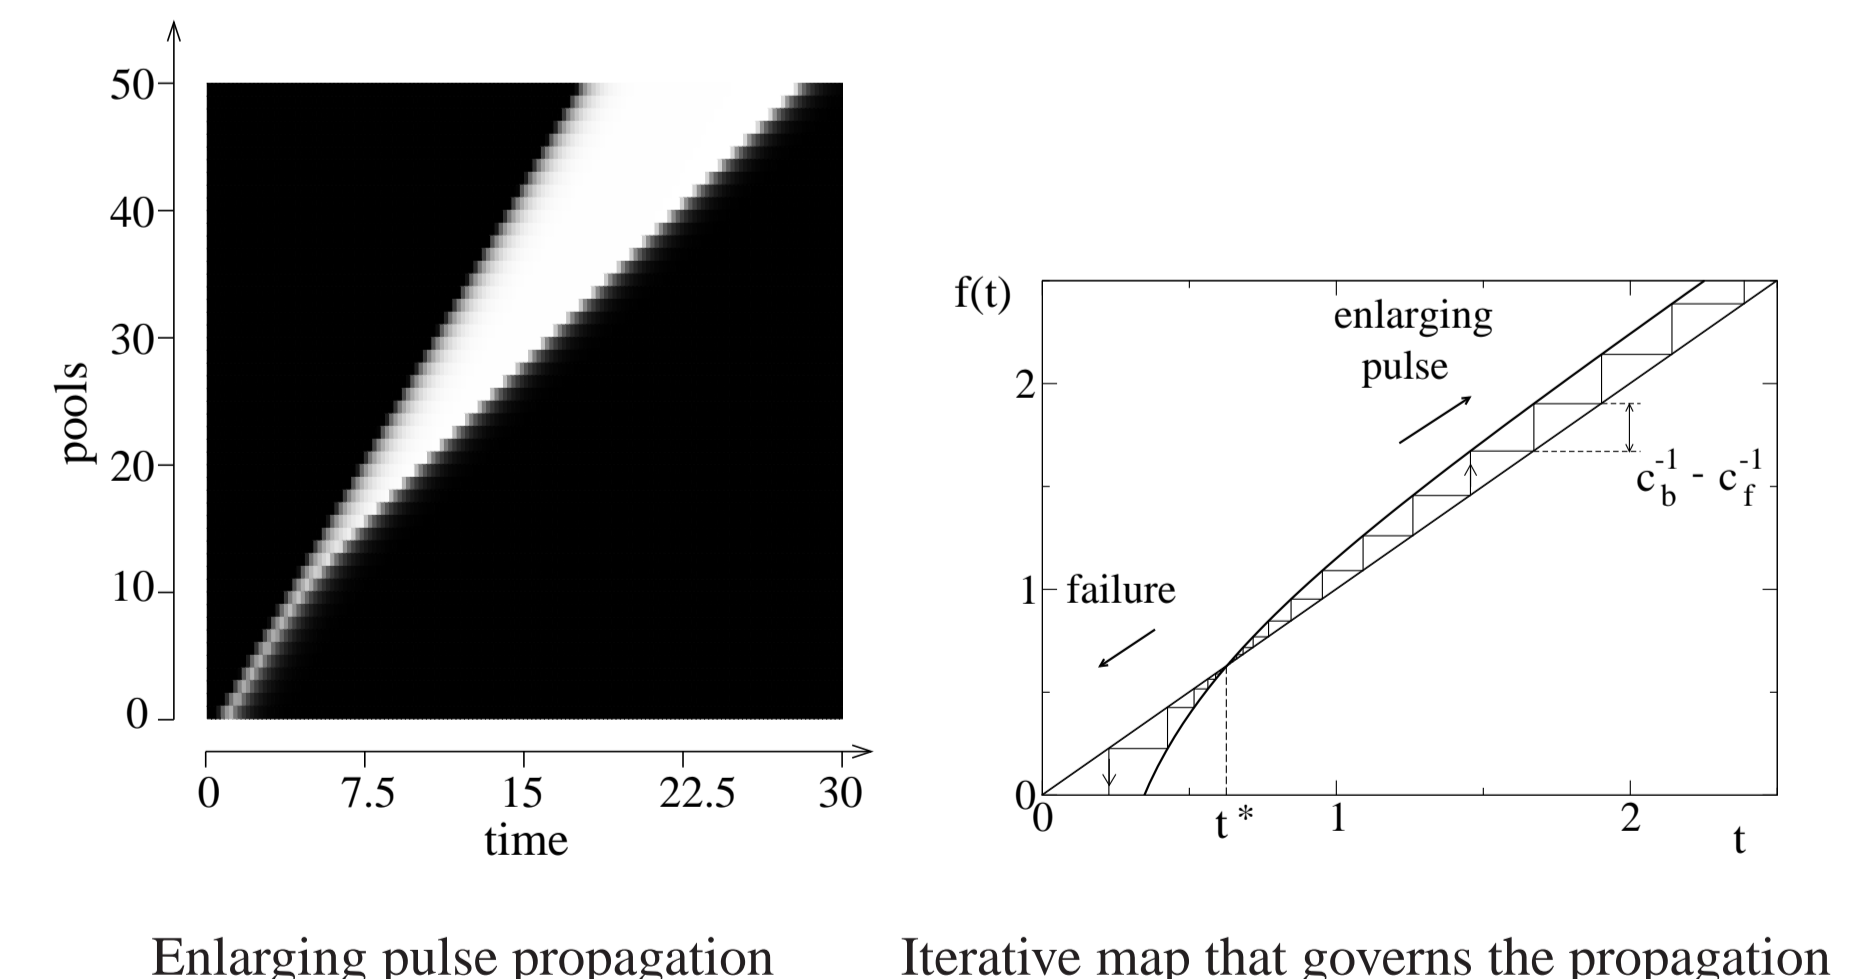 50
40
30
20
10
0
pools
0 7.5 15 22.5 30
time
f(t)
enlarging
pulse
2
c_b^-1 - c_f^-1
1
failure
0
0 t* 1 2 t
Enlarging pulse propagation
Iterative map that governs the propagation